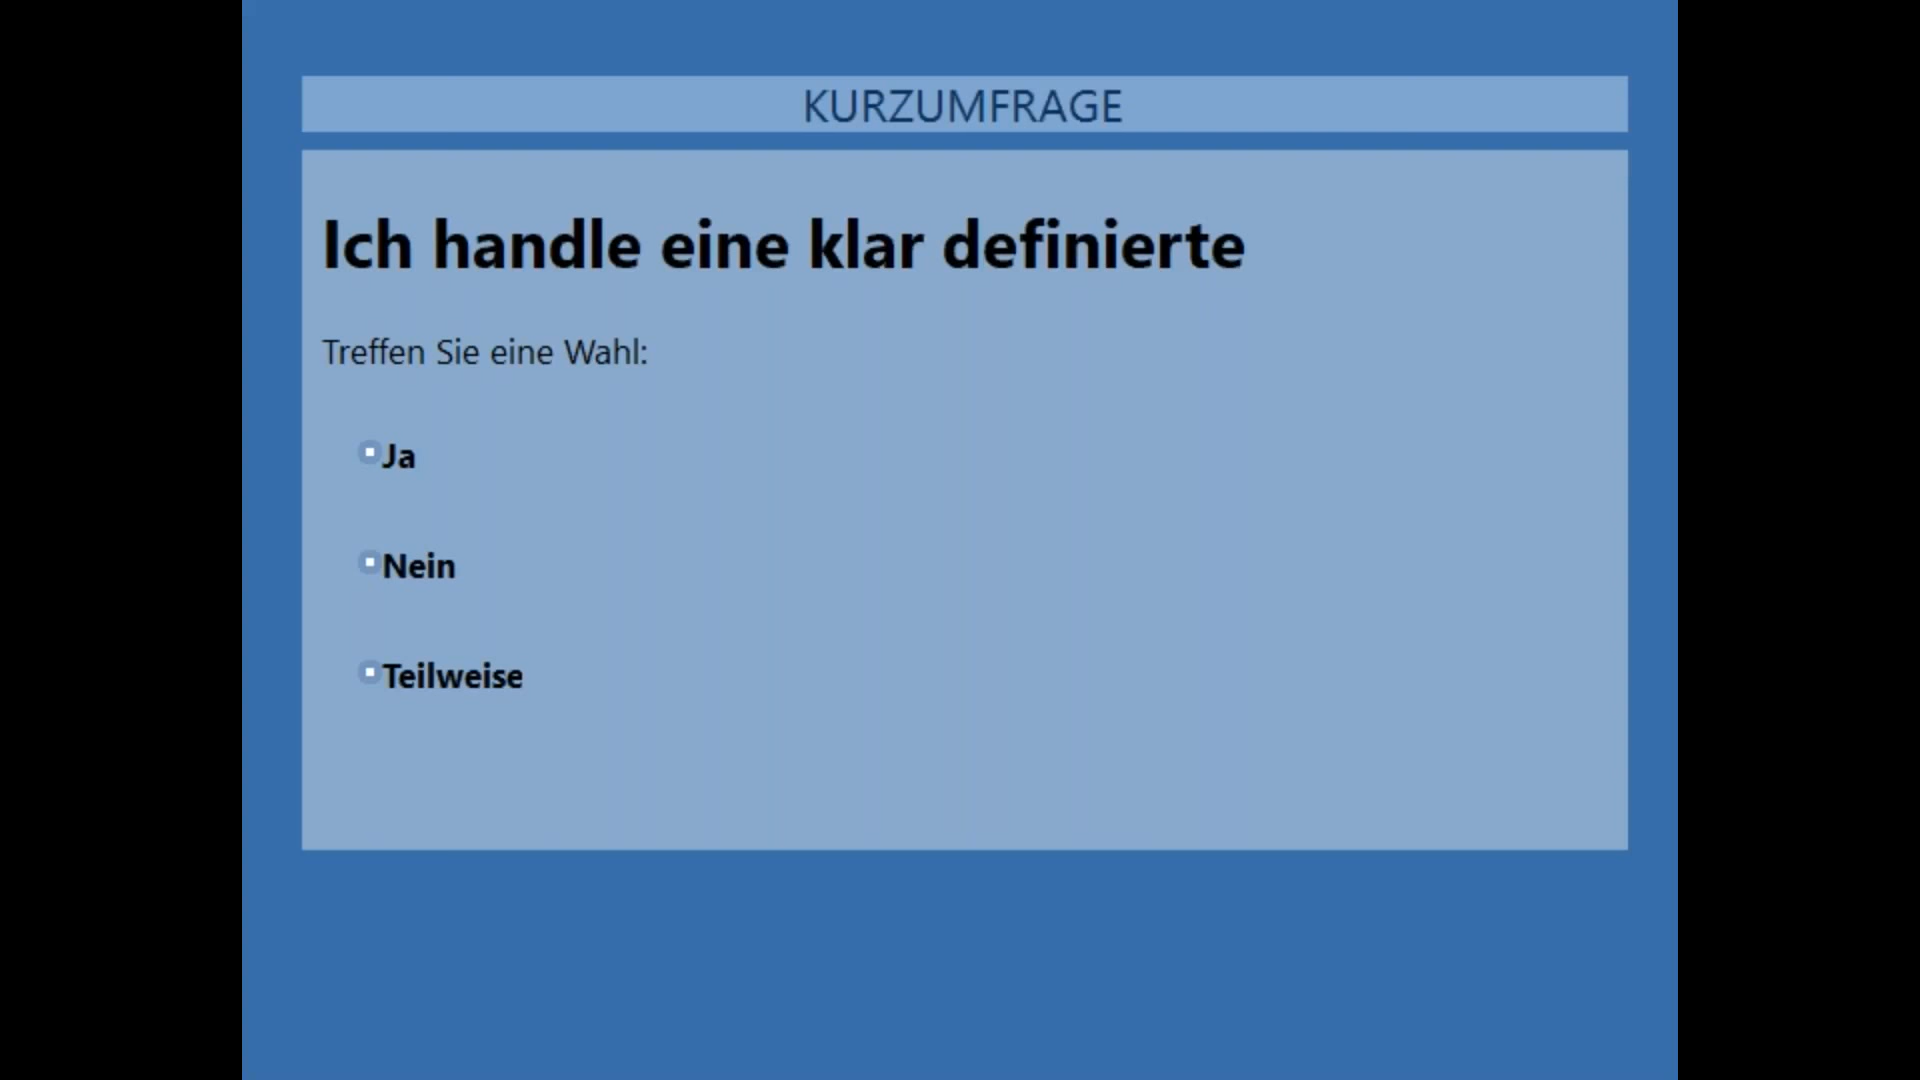 KURZUMFRAGE
Ich handle eine klar definierte
Treffen Sie eine Wahl:
Ja
Nein
Teilweise